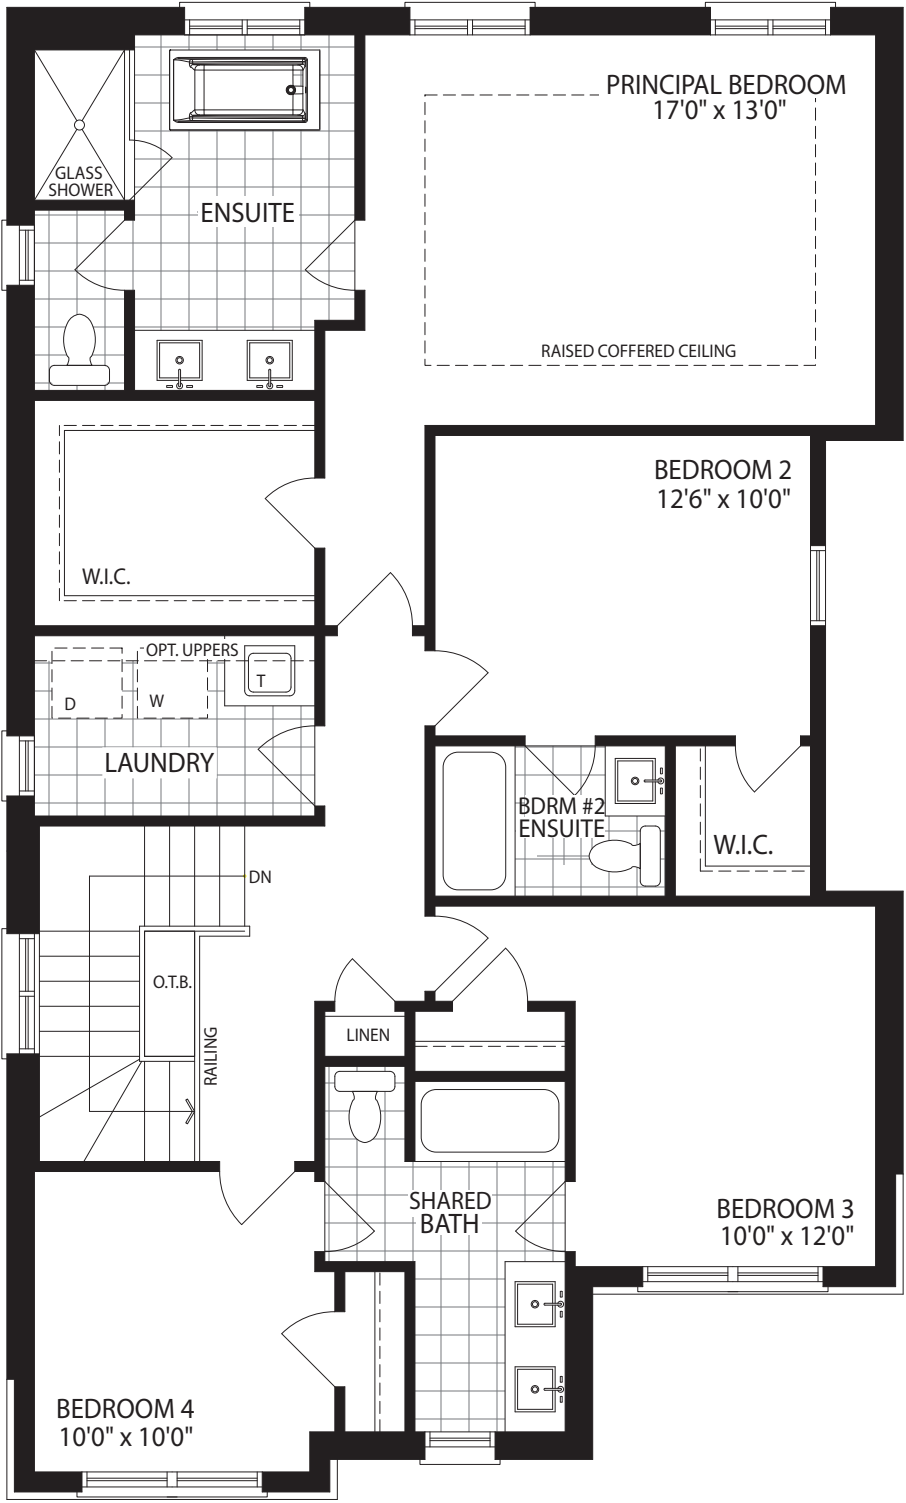 PRINCIPAL BEDROOM
17'0" x 13'0"
GLASS
SHOWER
ENSUITE
RAISED COFFERED CEILING
BEDROOM 2
12'6" x 10'0"
W.I.C.
OPT. UPPERS
D
W
T
LAUNDRY
BDRM #2
ENSUITE
W.I.C.
DN
O.T.B.
RAILING
LINEN
SHARED
BATH
BEDROOM 3
10'0" x 12'0"
BEDROOM 4
10'0" x 10'0"